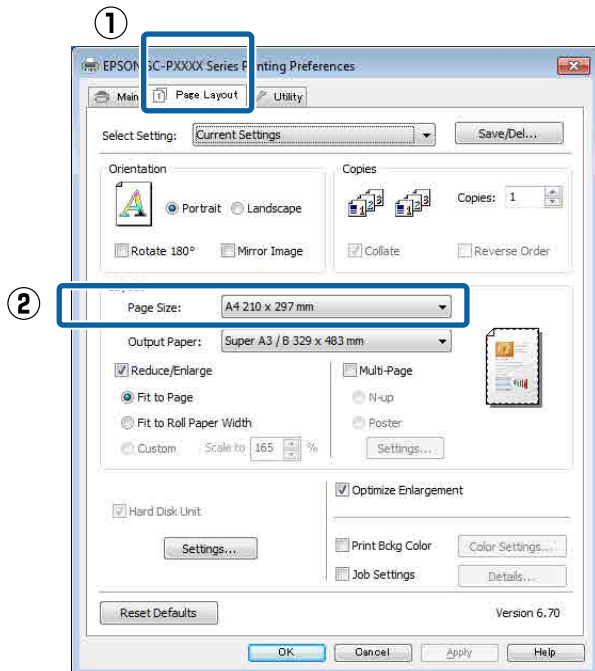 ①
EPSON SC-PXXXX Series Printing Preferences
Main Page Layout Utility
Select Setting: Current Settings Save/Del...
Orientation Copies
Portrait Landscape Copies: 1
Rotate 180° Mirror Image Collate Reverse Order
②
Page Size: A4 210 x 297 mm
Output Paper: Super A3 / B 329 x 483 mm
Reduce/Enlarge Multi-Page
Fit to Page N-up
Fit to Roll Paper Width Poster
Custom Scale to 165 % Settings...
Optimize Enlargement
Hard Disk Unit
Settings... Print Bckg Color Color Settings...
Job Settings Details...
Reset Defaults Version 6.70
OK Cancel Apply Help